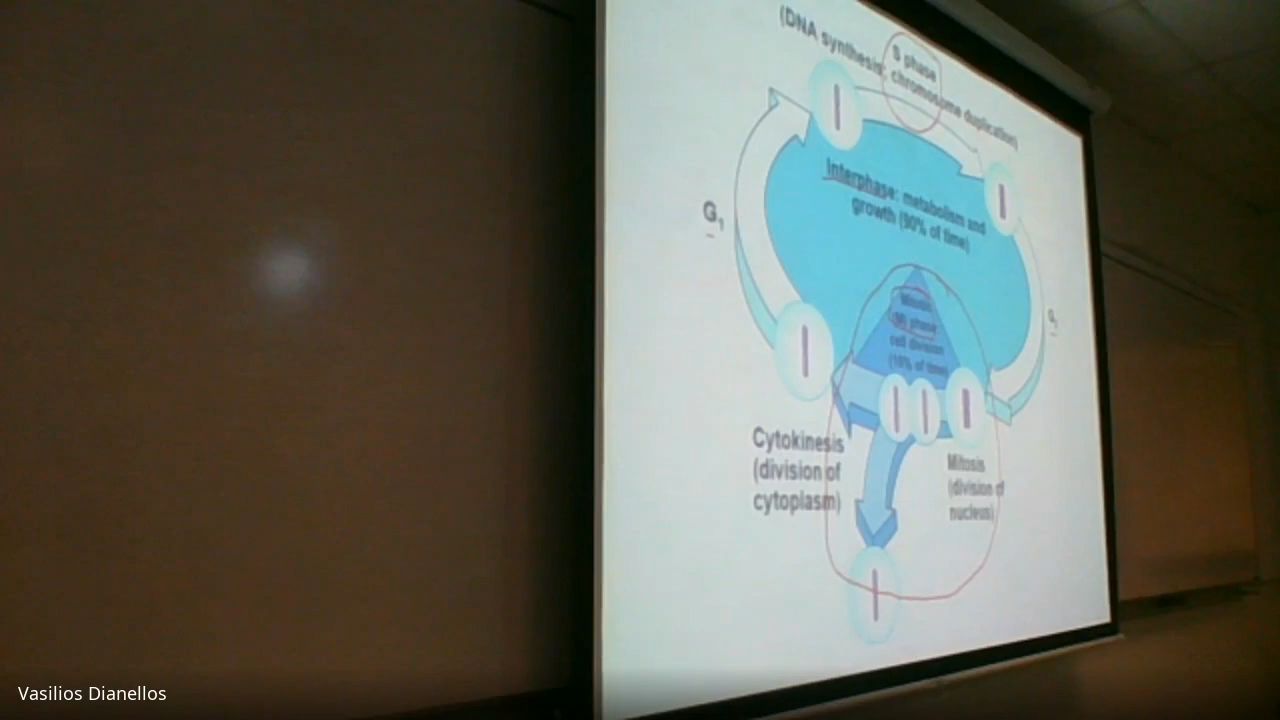 S phase
(DNA synthesis; chromosome duplication)
Interphase: metabolism and
growth (90% of time)
G1
G2
Mitotic
(M) phase
cell division
(10% of time)
Cytokinesis
(division of
cytoplasm)
Mitosis
(division of
nucleus)
Vasilios Dianellos